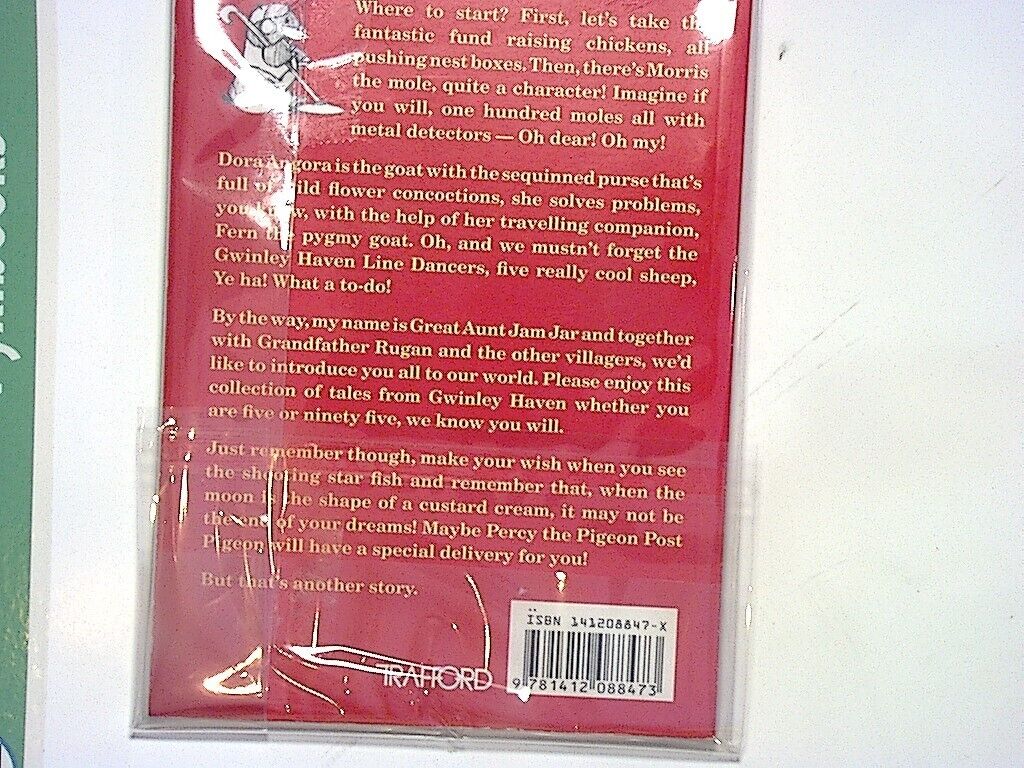 Where to start? First, let's take the
fantastic fund raising chickens, all
pushing nest boxes. Then, there's Morris
the mole, quite a character! Imagine if
you will, one hundred moles all with
metal detectors — Oh dear! Oh my!
Dora Angora is the goat with the sequinned purse that's
full of wild flower concoctions, she solves problems,
you know, with the help of her travelling companion,
Fern the pygmy goat. Oh, and we mustn't forget the
Gwinley Haven Line Dancers, five really cool sheep,
Ye ha! What a to-do!
By the way, my name is Great Aunt Jam Jar and together
with Grandfather Rugan and the other villagers, we'd
like to introduce you all to our world. Please enjoy this
collection of tales from Gwinley Haven whether you
are five or ninety five, we know you will.
Just remember though, make your wish when you see
the shooting star fish and remember that, when the
moon is the shape of a custard cream, it may not be
the end of your dreams! Maybe Percy the Pigeon Post
Pigeon will have a special delivery for you!
But that's another story.
ISBN 141208847-X
TRAFFORD
9 781412 088473